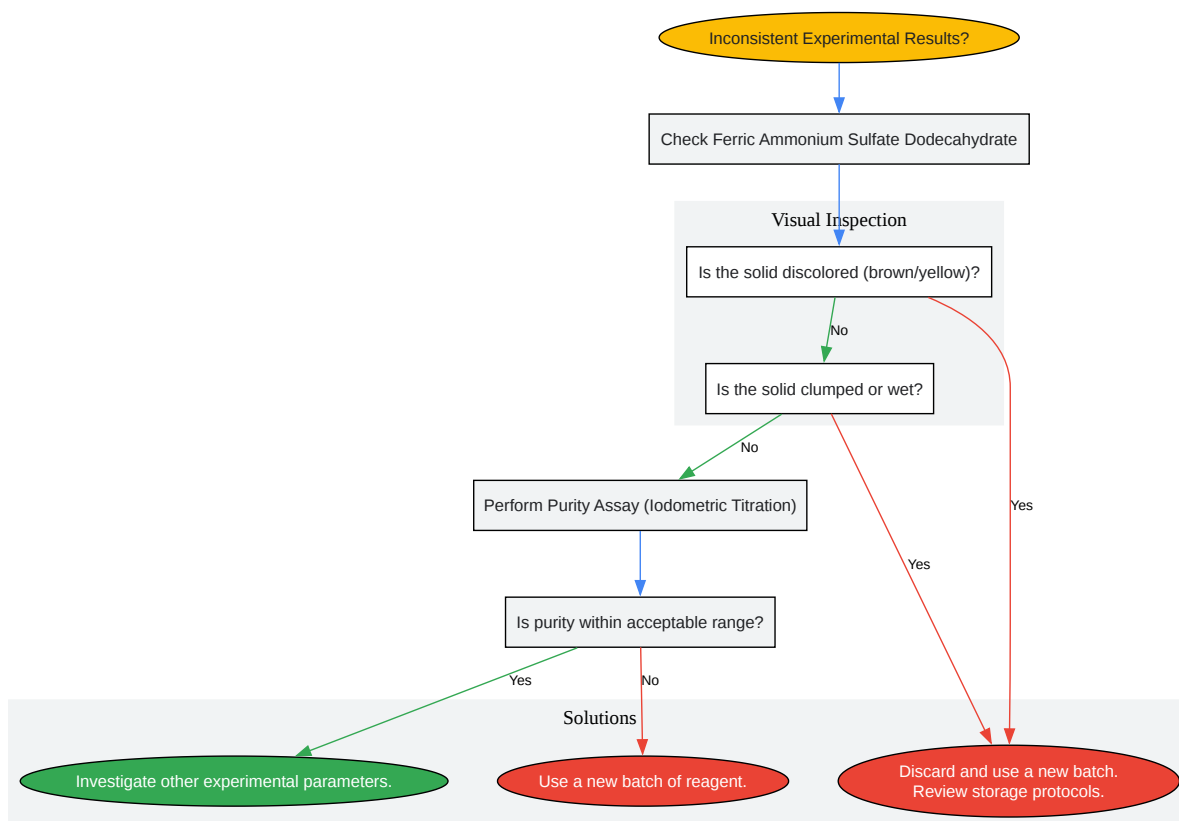 Inconsistent Experimental Results?
Check Ferric Ammonium Sulfate Dodecahydrate
Visual Inspection
Is the solid discolored (brown/yellow)?
No
Is the solid clumped or wet?
No
Perform Purity Assay (Iodometric Titration)
Yes
Yes
Is purity within acceptable range?
Yes
No
Solutions
Investigate other experimental parameters.
Use a new batch of reagent.
Discard and use a new batch.
Review storage protocols.